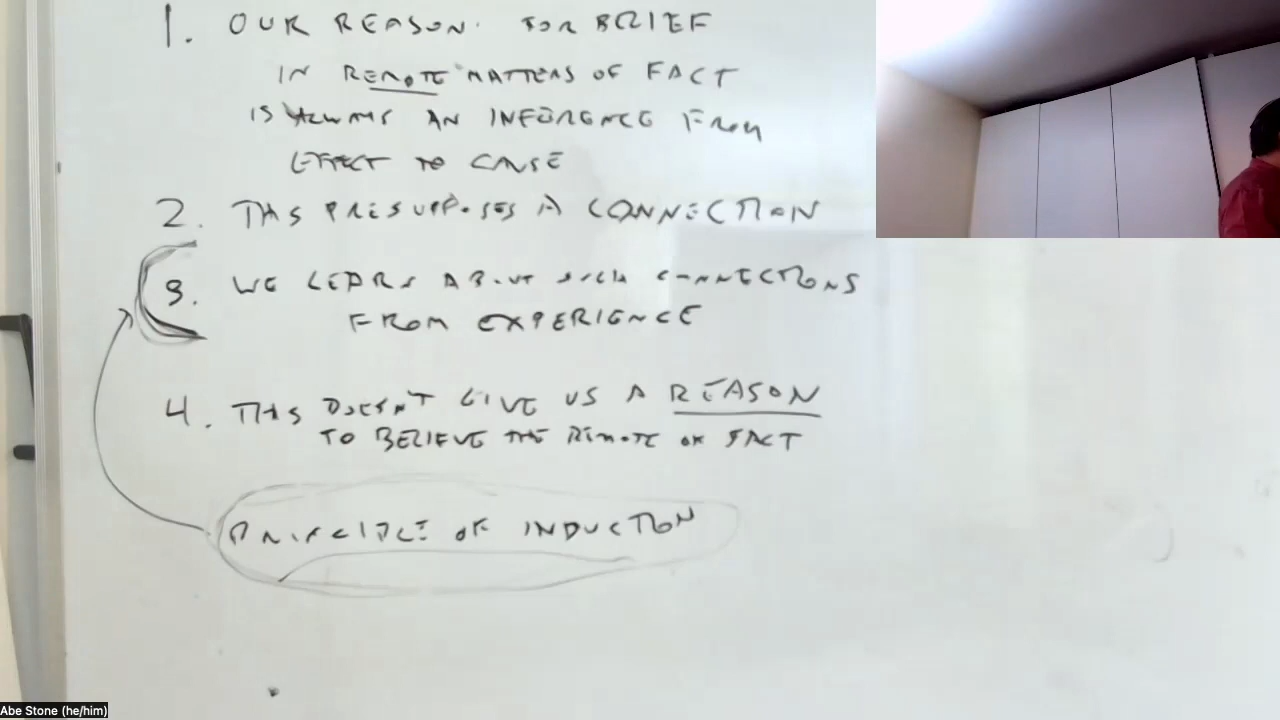 1. OUR REASON FOR BELIEF
IN REMOTE MATTERS OF FACT
IS ALWAYS AN INFERENCE FROM
EFFECT TO CAUSE
2. THIS PRESUPPOSES A CONNECTION
3. WE LEARN ABOUT SUCH CONNECTIONS
FROM EXPERIENCE
4. THIS DOESN'T GIVE US A REASON
TO BELIEVE THE REMOTE OF FACT
PRINCIPLE OF INDUCTION
Abe Stone (he/him)